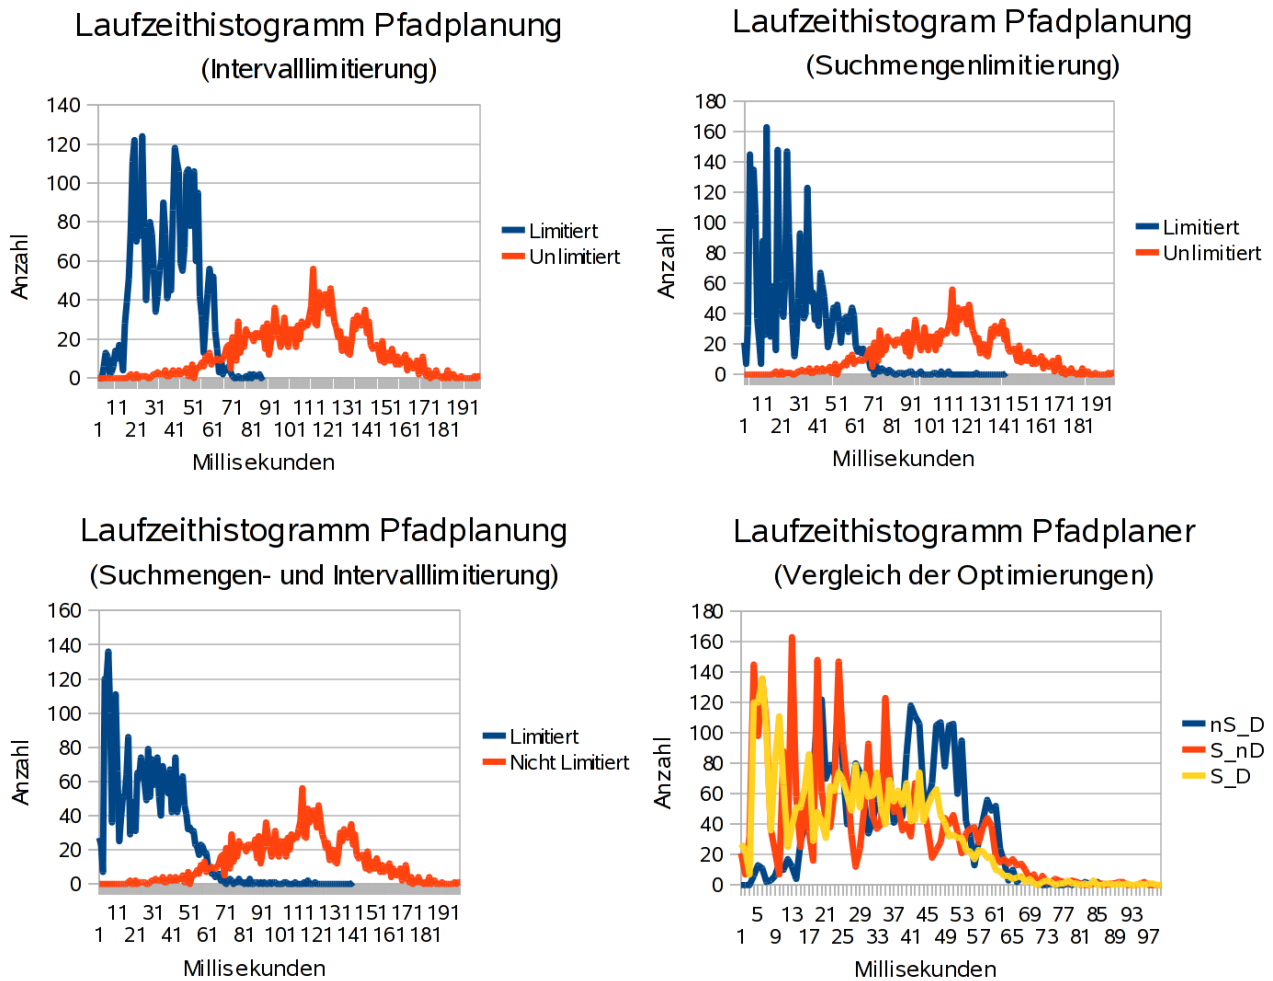 Laufzeithistogramm Pfadplanung
(Intervalllimitierung)
140
120
100
80
60
40
20
0
Anzahl
11 31 51 71 91 111 131 151 171 191
1 21 41 61 81 101 121 141 161 181
Millisekunden
Limitiert
Unlimitiert
Laufzeithistogram Pfadplanung
(Suchmengenlimitierung)
180
160
140
120
100
80
60
40
20
0
Anzahl
11 31 51 71 91 111 131 151 171 191
1 21 41 61 81 101 121 141 161 181
Millisekunden
Limitiert
Unlimitiert
Laufzeithistogramm Pfadplanung
(Suchmengen- und Intervalllimitierung)
160
140
120
100
80
60
40
20
0
Anzahl
11 31 51 71 91 111 131 151 171 191
1 21 41 61 81 101 121 141 161 181
Millisekunden
Limitiert
Nicht Limitiert
Laufzeithistogramm Pfadplaner
(Vergleich der Optimierungen)
180
160
140
120
100
80
60
40
20
0
Anzahl
5 13 21 29 37 45 53 61 69 77 85 93
1 9 17 25 33 41 49 57 65 73 81 89 97
Millisekunden
nS_D
S_nD
S_D